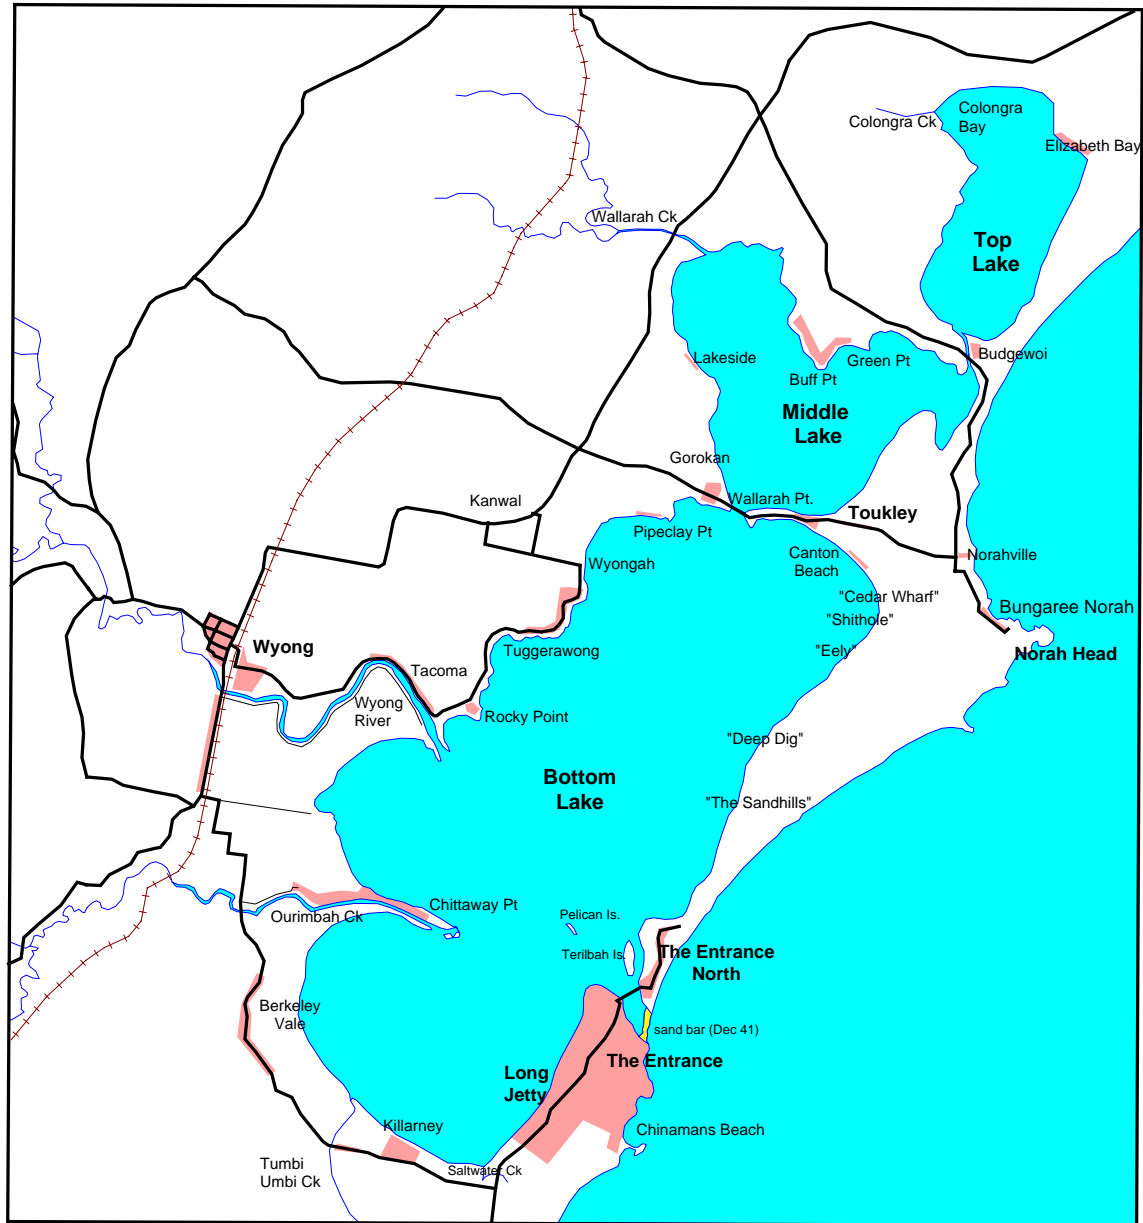 Colongra Ck
Colongra
Bay
Elizabeth Bay
Wallarah Ck
Top
Lake
Lakeside
Buff Pt
Green Pt
Budgewoi
Middle
Lake
Gorokan
Kanwal
Wallarah Pt.
Toukley
Pipeclay Pt
Canton
Beach
Norahville
Wyongah
"Cedar Wharf"
"Shithole"
Bungaree Norah
"Eely"
Norah Head
Wyong
Tuggerawong
Tacoma
Wyong
River
Rocky Point
"Deep Dig"
Bottom
Lake
"The Sandhills"
Chittaway Pt
Ourimbah Ck
Pelican Is.
Terilbah Is.
The Entrance
North
Berkeley
Vale
sand bar (Dec 41)
The Entrance
Long
Jetty
Killarney
Chinamans Beach
Tumbi
Umbi Ck
Saltwater Ck